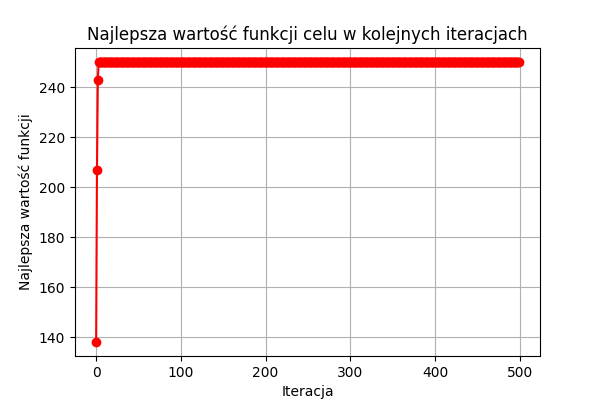 Najlepsza wartość funkcji celu w kolejnych iteracjach
Najlepsza wartość funkcji
240
220
200
180
160
140
0 100 200 300 400 500
Iteracja